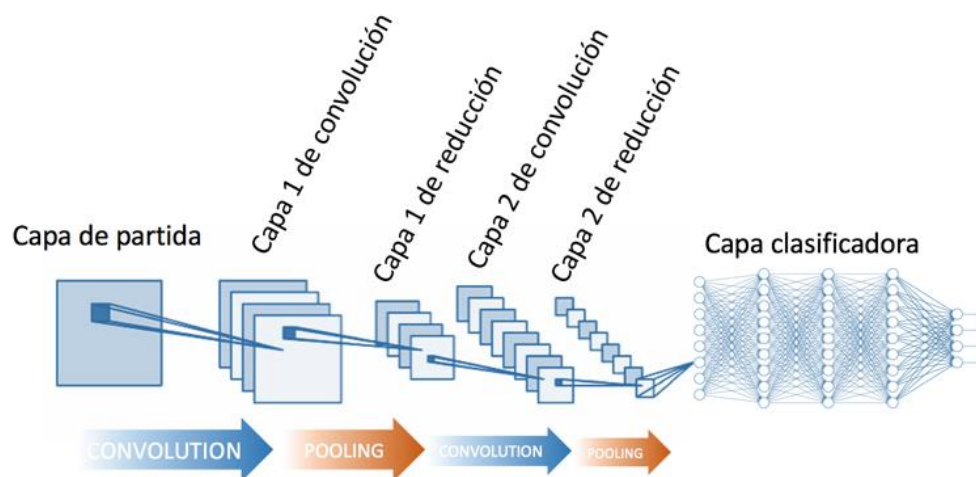 Capa de partida
Capa 1 de convolución
Capa 1 de reducción
Capa 2 de convolución
Capa 2 de reducción
Capa clasificadora
CONVOLUTION
POOLING
CONVOLUTION
POOLING